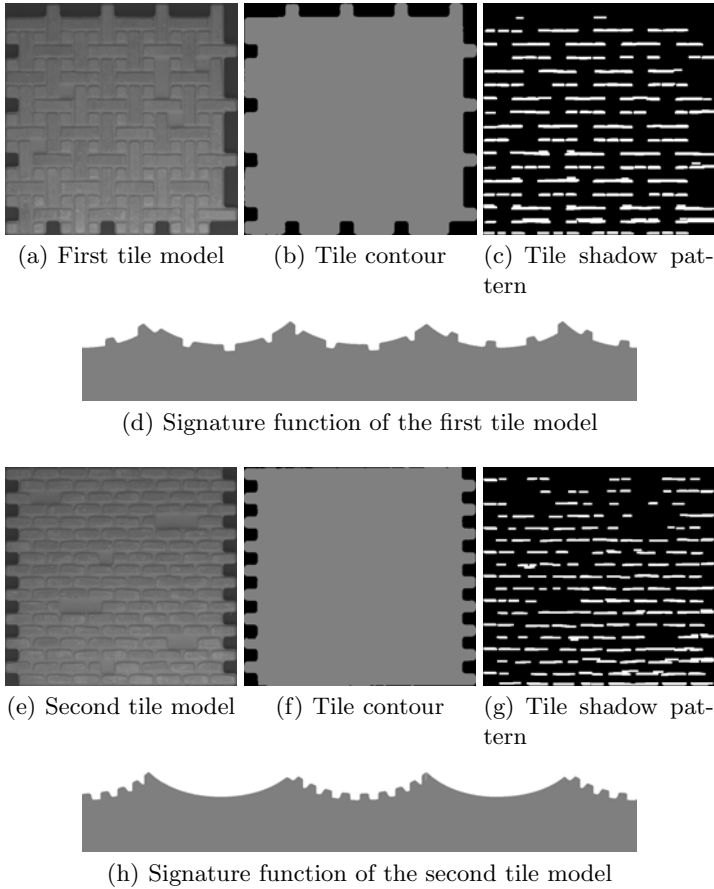 (a) First tile model
(b) Tile contour
(c) Tile shadow pat-
tern
(d) Signature function of the first tile model
(e) Second tile model
(f) Tile contour
(g) Tile shadow pat-
tern
(h) Signature function of the second tile model